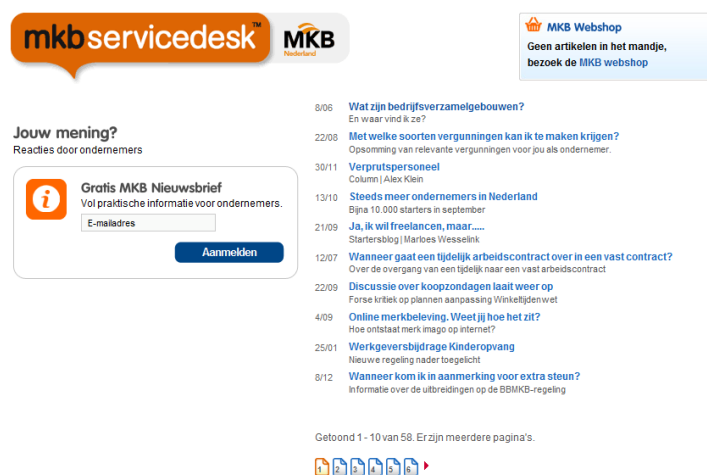 mkbservicedesk™
MKB
Nederland
MKB Webshop
Geen artikelen in het mandje,
bezoek de MKB webshop
Jouw mening?
Reacties door ondernemers
Gratis MKB Nieuwsbrief
Vol praktische informatie voor ondernemers.
E-mailadres
Aanmelden
8/06 Wat zijn bedrijfsverzamelgebouwen?
En waar vind ik ze?
22/08 Met welke soorten vergunningen kan ik te maken krijgen?
Opsomming van relevante vergunningen voor jou als ondernemer.
30/11 Verprutspersoneel
Column | Alex Klein
13/10 Steeds meer ondernemers in Nederland
Bijna 10.000 starters in september
21/09 Ja, ik wil freelancen, maar.....
Startersblog | Marloes Wesselink
12/07 Wanneer gaat een tijdelijk arbeidscontract over in een vast contract?
Over de overgang van een tijdelijk naar een vast arbeidscontract
22/09 Discussie over koopzondagen laait weer op
Forse kritiek op plannen aanpassing Winkeltijdenwet
4/09 Online merkbeleving. Weet jij hoe het zit?
Hoe ontstaat merk imago op internet?
25/01 Werkgeversbijdrage Kinderopvang
Nieuwe regeling nader toegelicht
8/12 Wanneer kom ik in aanmerking voor extra steun?
Informatie over de uitbreidingen op de BBMKB-regeling
Getoond 1 - 10 van 58. Er zijn meerdere pagina's.
1 2 3 4 5 6